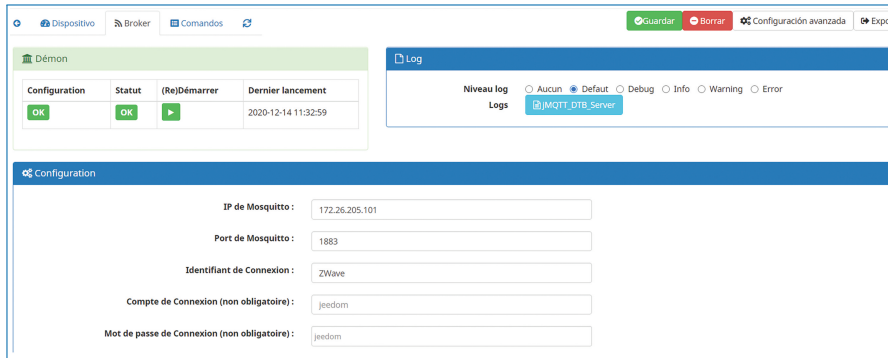 Dispositivo Broker Comandos
Guardar Borrar Configuración avanzada Expo
Démon
Configuration Statut (Re)Démarrer Dernier lancement
OK OK 2020-12-14 11:32:59
Log
Niveau log Aucun Defaut Debug Info Warning Error
Logs JMQTT_DTB_Server
Configuration
IP de Mosquitto : 172.26.205.101
Port de Mosquitto : 1883
Identifiant de Connexion : ZWave
Compte de Connexion (non obligatoire) : jeedom
Mot de passe de Connexion (non obligatoire) : jeedom